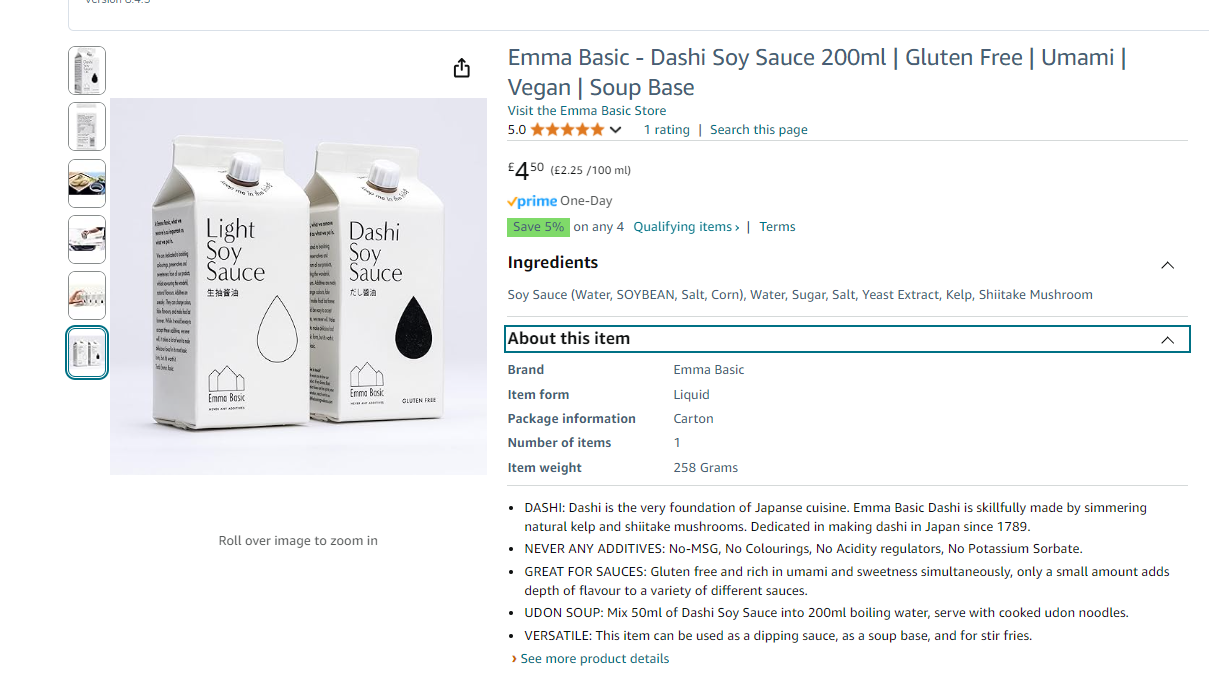 Emma Basic - Dashi Soy Sauce 200ml | Gluten Free | Umami |
Vegan | Soup Base
Visit the Emma Basic Store
5.0
1 rating | Search this page
£4 50 (£2.25 /100 ml)
prime One-Day
Save 5% on any 4 Qualifying items › | Terms
Ingredients
Soy Sauce (Water, SOYBEAN, Salt, Corn), Water, Sugar, Salt, Yeast Extract, Kelp, Shiitake Mushroom
About this item
Brand Emma Basic
Item form Liquid
Package information Carton
Number of items 1
Item weight 258 Grams
• DASHI: Dashi is the very foundation of Japanse cuisine. Emma Basic Dashi is skillfully made by simmering
natural kelp and shiitake mushrooms. Dedicated in making dashi in Japan since 1789.
• NEVER ANY ADDITIVES: No-MSG, No Colourings, No Acidity regulators, No Potassium Sorbate.
• GREAT FOR SAUCES: Gluten free and rich in umami and sweetness simultaneously, only a small amount adds
depth of flavour to a variety of different sauces.
• UDON SOUP: Mix 50ml of Dashi Soy Sauce into 200ml boiling water, serve with cooked udon noodles.
• VERSATILE: This item can be used as a dipping sauce, as a soup base, and for stir fries.
› See more product details
Light
Soy
Sauce
生抽醬油
Emma Basic
NEVER ANY ADDITIVES
Dashi
Soy
Sauce
だし醬油
Emma Basic
GLUTEN FREE
Roll over image to zoom in